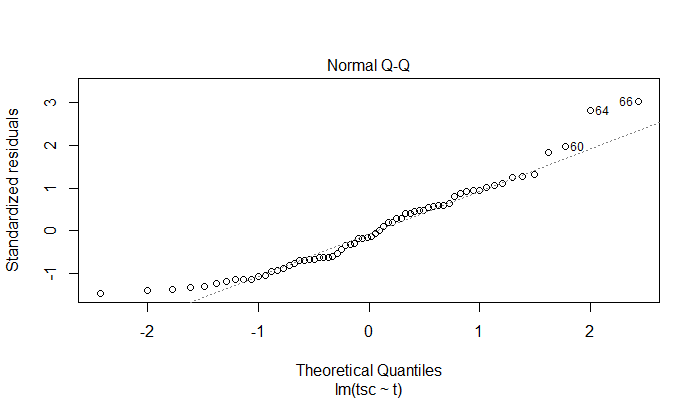 Normal Q-Q
Standardized residuals
3
2
1
0
-1
66
64
60
-2 -1 0 1 2
Theoretical Quantiles
lm(tsc ~ t)